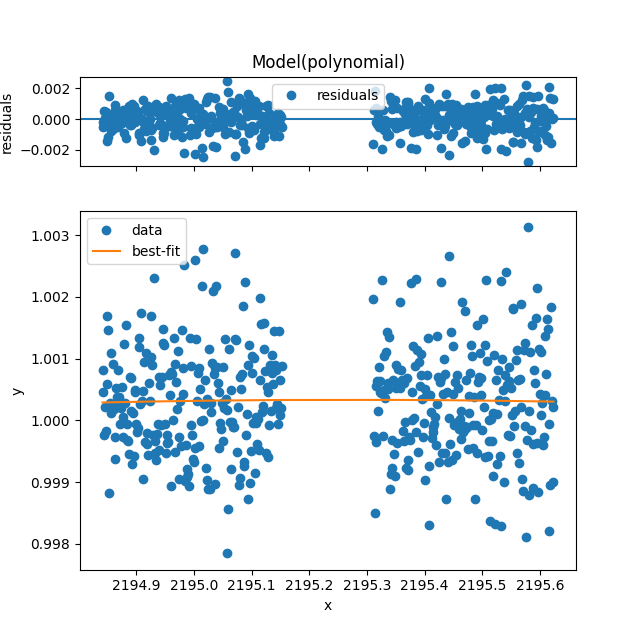 Model(polynomial)
residuals
0.002
0.000
−0.002
residuals
data
best-fit
y
1.003
1.002
1.001
1.000
0.999
0.998
2194.9 2195.0 2195.1 2195.2 2195.3 2195.4 2195.5 2195.6
x